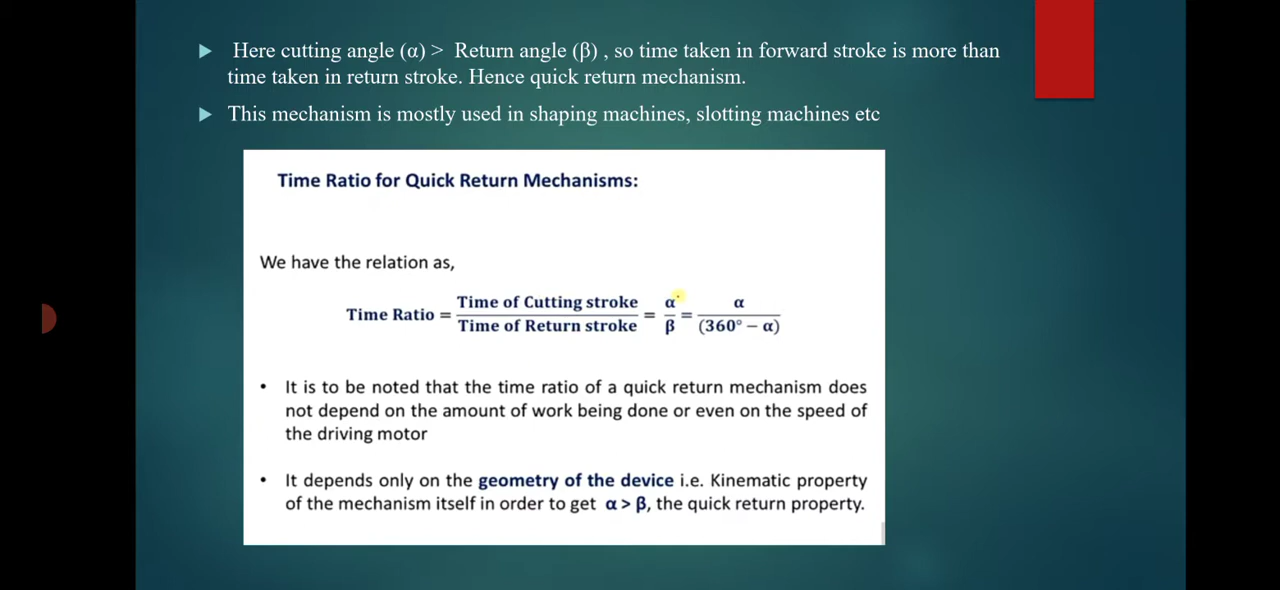 Here cutting angle (α) > Return angle (β) , so time taken in forward stroke is more than
time taken in return stroke. Hence quick return mechanism.
This mechanism is mostly used in shaping machines, slotting machines etc
Time Ratio for Quick Return Mechanisms:
We have the relation as,
Time Ratio = Time of Cutting stroke / Time of Return stroke = α / β = α / (360° − α)
• It is to be noted that the time ratio of a quick return mechanism does
not depend on the amount of work being done or even on the speed of
the driving motor
• It depends only on the geometry of the device i.e. Kinematic property
of the mechanism itself in order to get α > β, the quick return property.